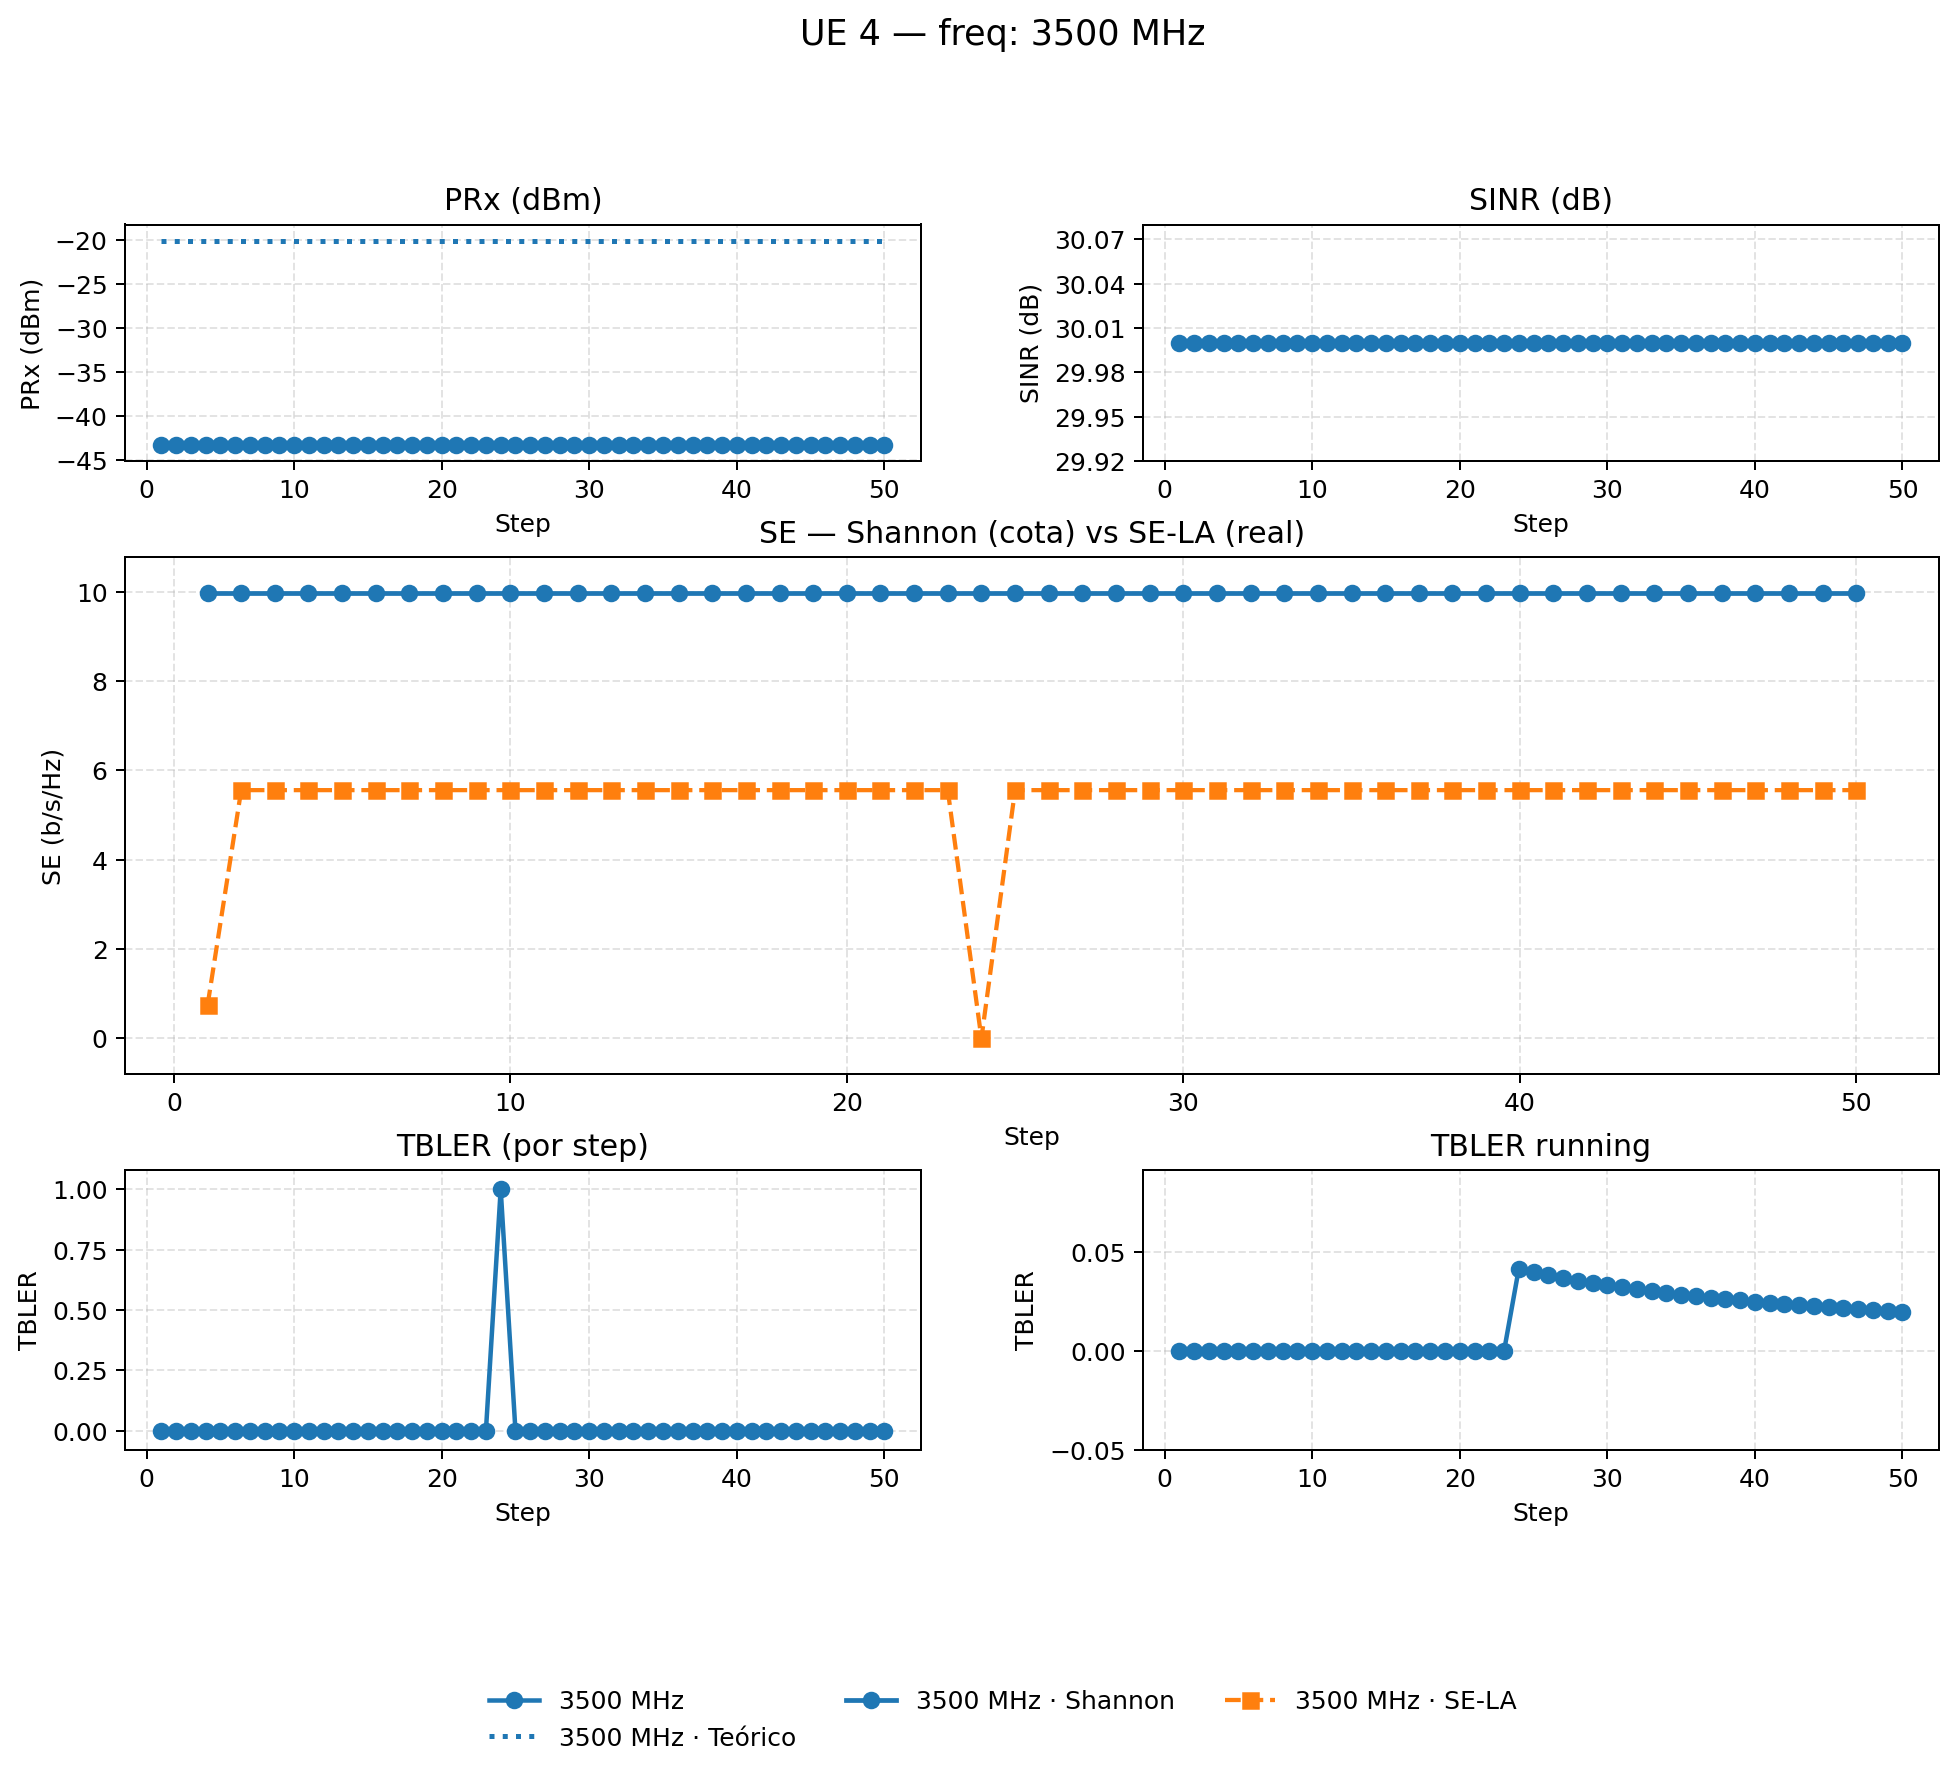 UE 4 — freq: 3500 MHz
PRx (dBm)
PRx (dBm)
−20
−25
−30
−35
−40
−45
0 10 20 30 40 50
Step
SINR (dB)
SINR (dB)
30.07
30.04
30.01
29.98
29.95
29.92
0 10 20 30 40 50
Step
SE — Shannon (cota) vs SE-LA (real)
SE (b/s/Hz)
10
8
6
4
2
0
0 10 20 30 40 50
Step
TBLER (por step)
TBLER
1.00
0.75
0.50
0.25
0.00
0 10 20 30 40 50
Step
TBLER running
TBLER
0.05
0.00
−0.05
0 10 20 30 40 50
Step
3500 MHz
3500 MHz · Teórico
3500 MHz · Shannon
3500 MHz · SE-LA